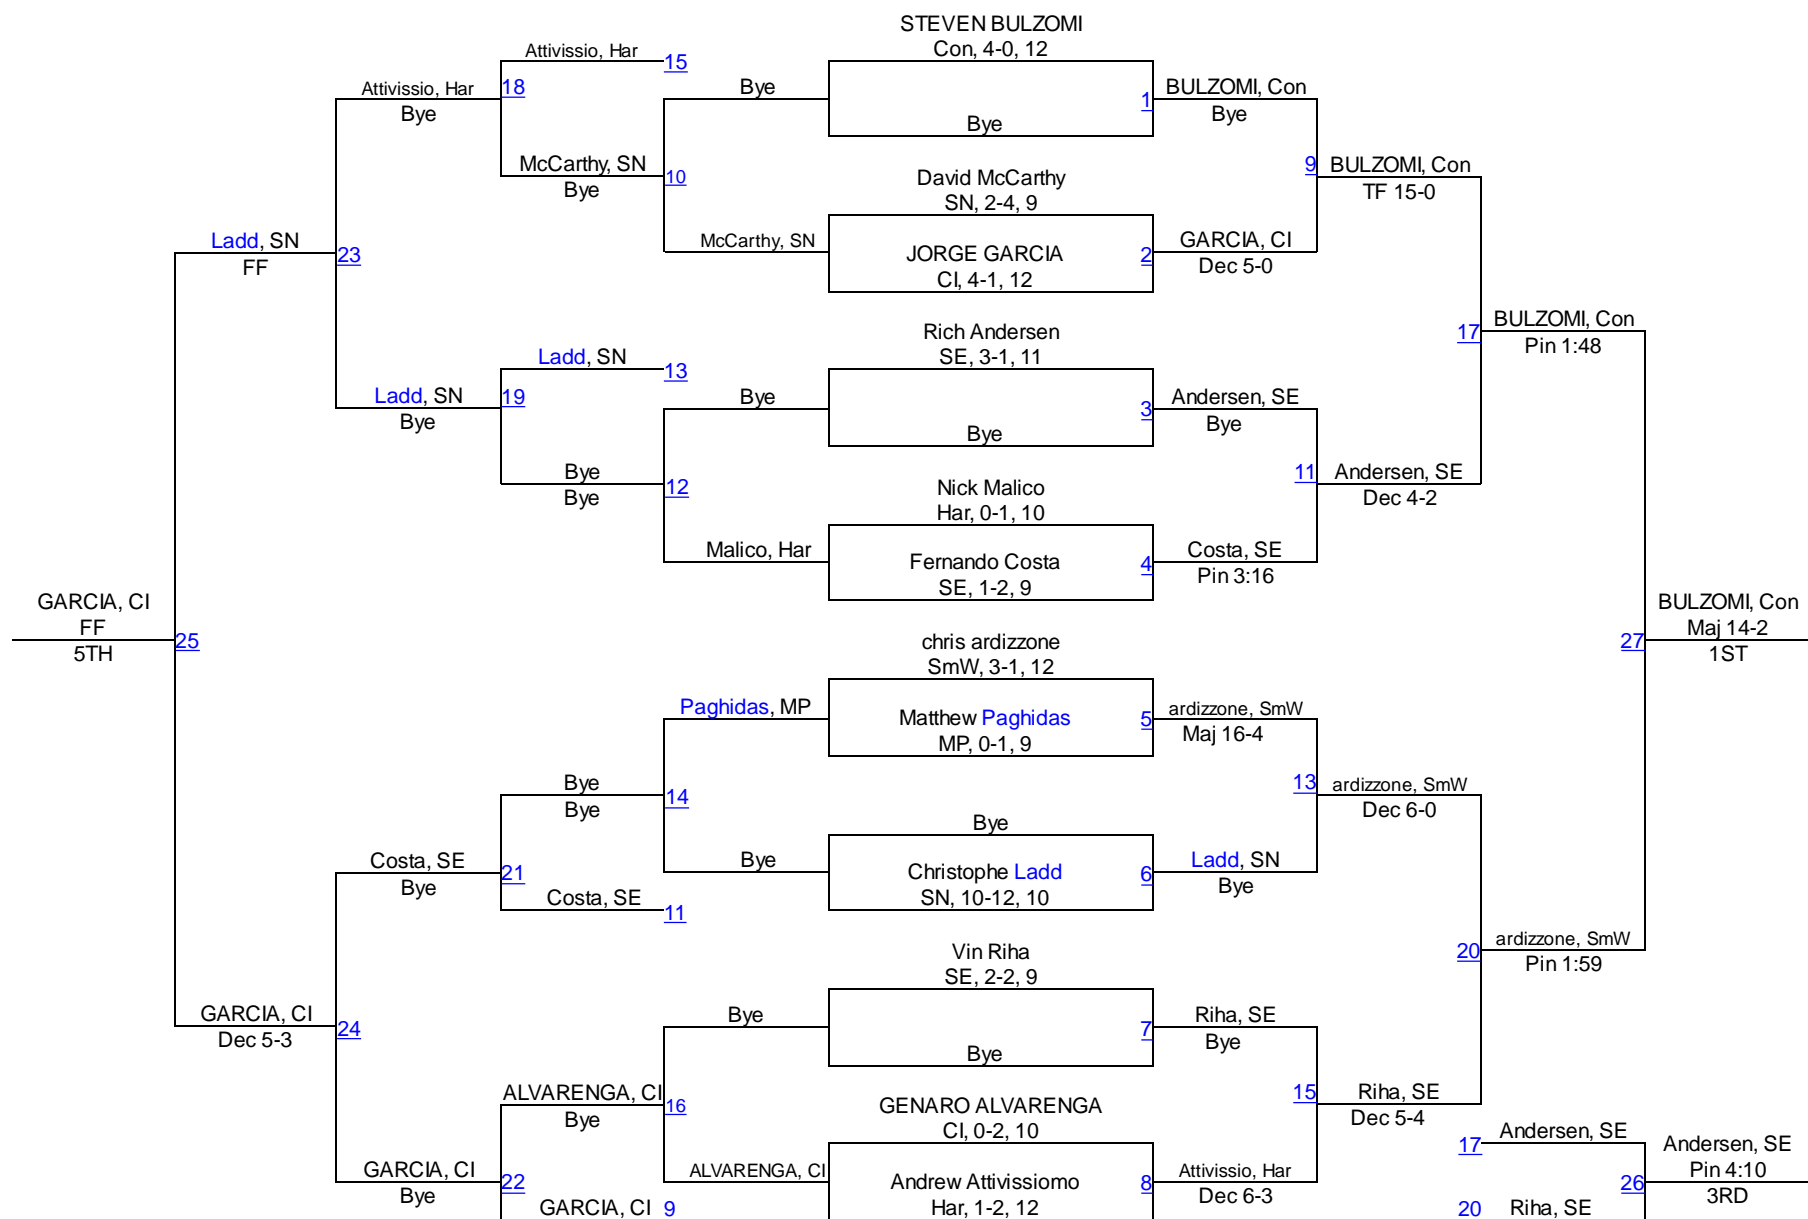 STEVEN BULZOMI
Con, 4-0, 12
Attivissio, Har
15
Attivissio, Har
18
Bye
1
BULZOMI, Con
Bye
Bye
Bye
McCarthy, SN
10
David McCarthy
9
BULZOMI, Con
Bye
SN, 2-4, 9
TF 15-0
Ladd, SN
23
McCarthy, SN
JORGE GARCIA
2
GARCIA, CI
FF
CI, 4-1, 12
Dec 5-0
Rich Andersen
17
BULZOMI, Con
Ladd, SN
13
SE, 3-1, 11
Pin 1:48
Ladd, SN
19
Bye
3
Andersen, SE
Bye
Bye
Bye
Bye
12
Nick Malico
11
Andersen, SE
Bye
Har, 0-1, 10
Dec 4-2
Malico, Har
Fernando Costa
4
Costa, SE
SE, 1-2, 9
Pin 3:16
GARCIA, CI
BULZOMI, Con
FF
25
chris ardizzone
27
Maj 14-2
5TH
SmW, 3-1, 12
1ST
Paghidas, MP
Matthew Paghidas
5
ardizzone, SmW
MP, 0-1, 9
Maj 16-4
Bye
14
13
ardizzone, SmW
Bye
Bye
Dec 6-0
Costa, SE
21
Bye
Christophe Ladd
6
Ladd, SN
Bye
SN, 10-12, 10
Bye
Costa, SE
11
Vin Riha
20
ardizzone, SmW
SE, 2-2, 9
Pin 1:59
GARCIA, CI
24
Bye
7
Riha, SE
Dec 5-3
Bye
Bye
ALVARENGA, CI
16
GENARO ALVARENGA
15
Riha, SE
Bye
CI, 0-2, 10
Dec 5-4
17
Andersen, SE
Andersen, SE
GARCIA, CI
22
ALVARENGA, CI
Andrew Attivissiomo
8
Attivissio, Har
26
Pin 4:10
Bye
Har, 1-2, 12
Dec 6-3
3RD
GARCIA, CI
9
20
Riha, SE